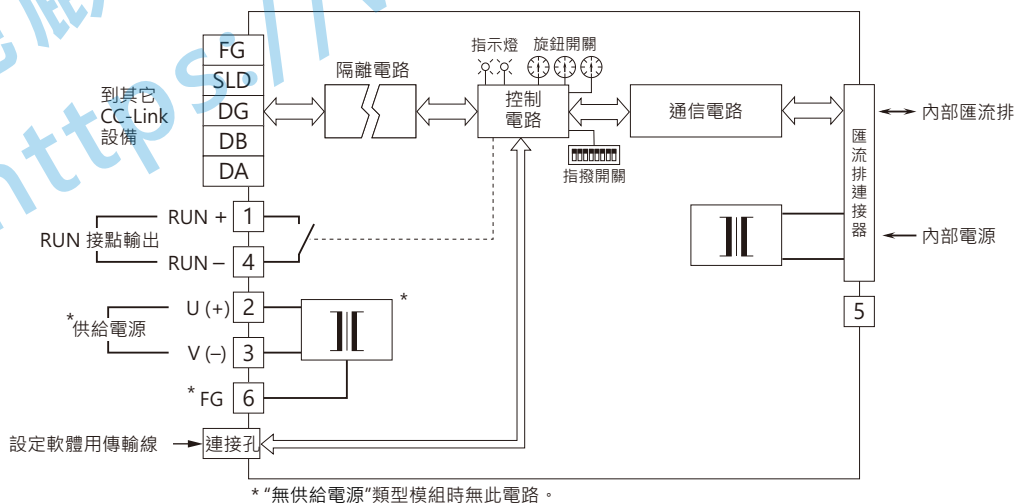 FG
SLD
DG
DB
DA
到其它
CC-Link
設備
隔離電路
指示燈
旋鈕開關
控制
電路
指撥開關
通信電路
匯流排連接器
內部匯流排
內部電源
5
RUN +
1
RUN 接點輸出
RUN –
4
U (+)
2
*供給電源
V (–)
3
*
* FG
6
設定軟體用傳輸線
連接孔
* “無供給電源”類型模組時無此電路。
https://